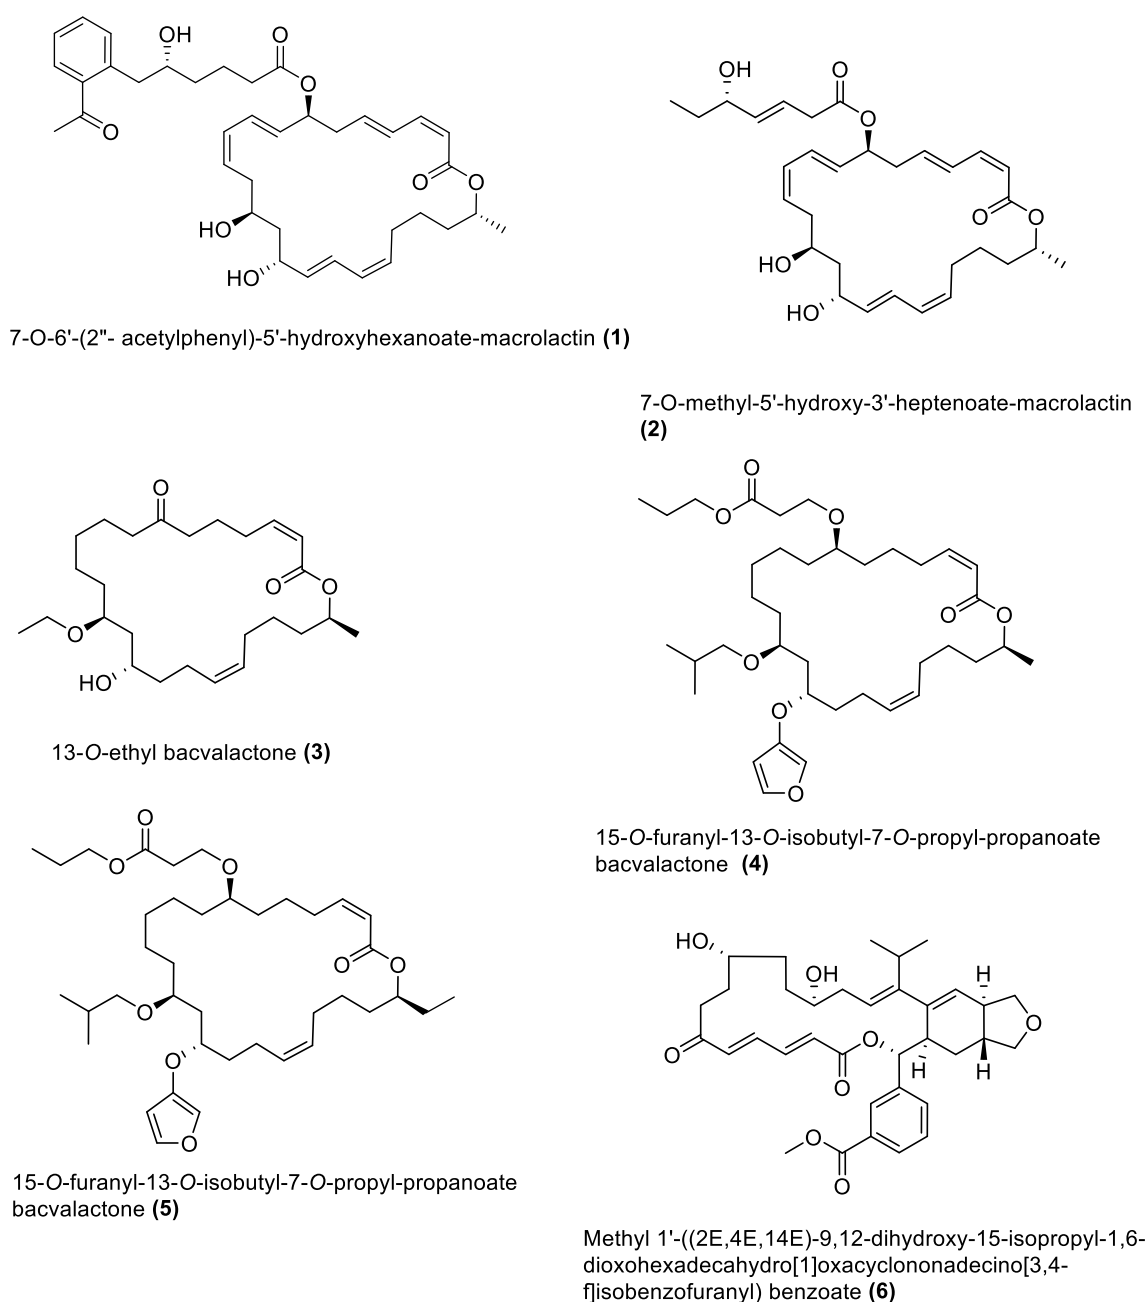 OH
O
O
O
O
O
HO
HO
7-O-6'-(2"- acetylphenyl)-5'-hydroxyhexanoate-macrolactin (1)
OH
O
O
O
O
HO
HO
7-O-methyl-5'-hydroxy-3'-heptenoate-macrolactin
(2)
O
O
O
O
HO
13-O-ethyl bacvalactone (3)
O
O
O
O
O
O
O
O
15-O-furanyl-13-O-isobutyl-7-O-propyl-propanoate
bacvalactone (4)
O
O
O
O
O
O
O
O
15-O-furanyl-13-O-isobutyl-7-O-propyl-propanoate
bacvalactone (5)
HO
OH
H
O
O
O
H
H
O
O
O
Methyl 1'-((2E,4E,14E)-9,12-dihydroxy-15-isopropyl-1,6-
dioxohexadecahydro[1]oxacyclononadecino[3,4-
f]isobenzofuranyl) benzoate (6)